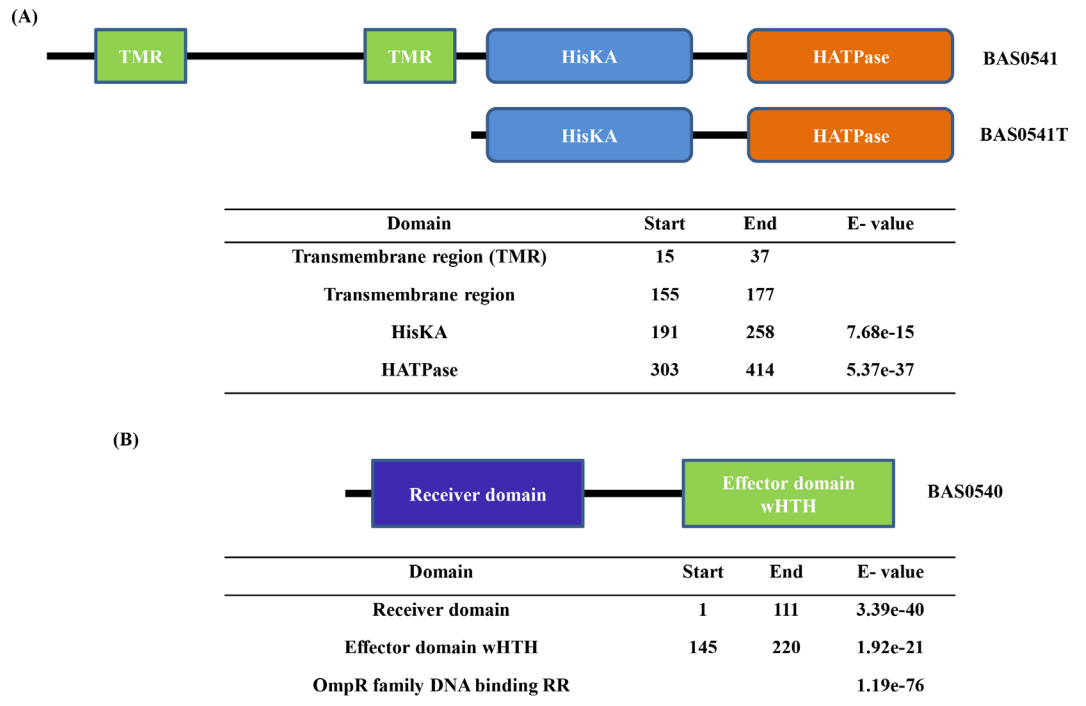 (A)
TMR TMR HisKA HATPase BAS0541
HisKA HATPase BAS0541T
Domain Start End E- value
Transmembrane region (TMR) 15 37
Transmembrane region 155 177
HisKA 191 258 7.68e-15
HATPase 303 414 5.37e-37
(B)
Receiver domain Effector domain wHTH BAS0540
Domain Start End E- value
Receiver domain 1 111 3.39e-40
Effector domain wHTH 145 220 1.92e-21
OmpR family DNA binding RR 1.19e-76